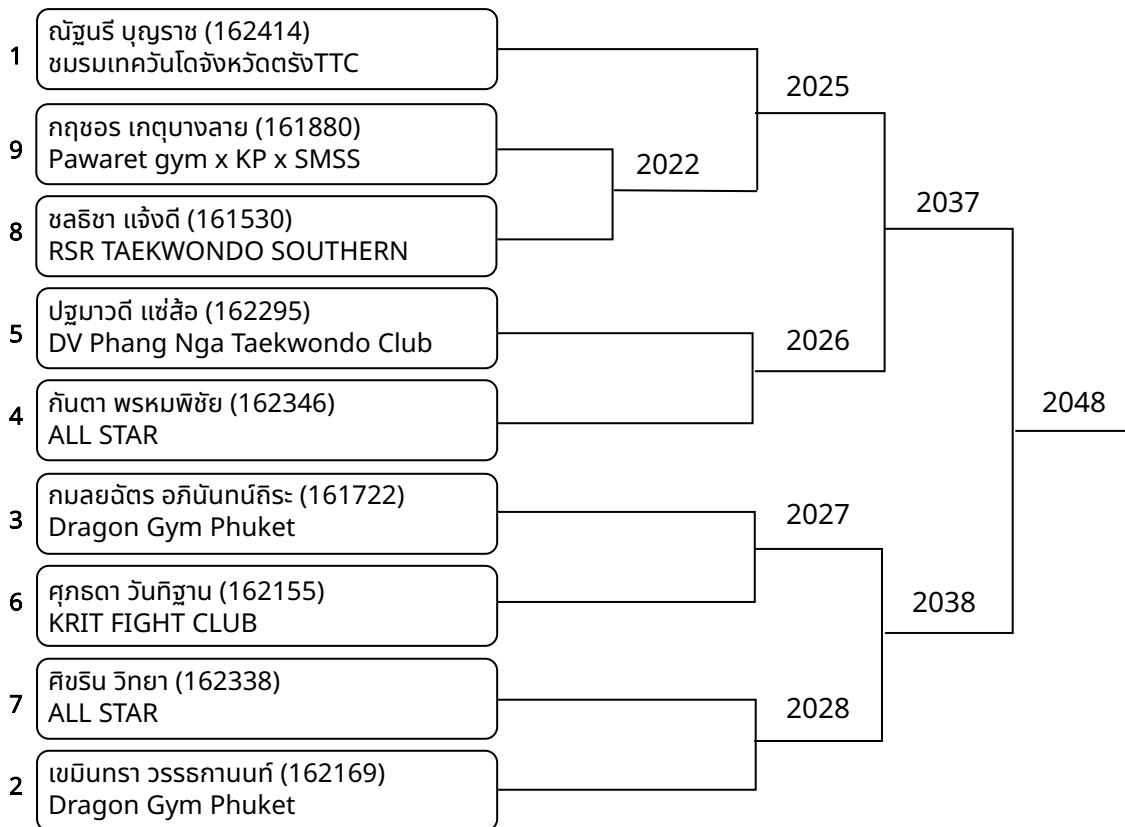 1
ณัฐนรี บุญราช (162414)
ชมรมเทควันโดจังหวัดตรังTTC
2025
9
กฤชอร เกตุบางลาย (161880)
Pawaret gym x KP x SMSS
2022
8
ชลธิชา แจ้งดี (161530)
RSR TAEKWONDO SOUTHERN
2037
5
ปฐมาวดี แซ่ส้อ (162295)
DV Phang Nga Taekwondo Club
2026
4
กันตา พรหมพิชัย (162346)
ALL STAR
2048
3
กมลยฉัตร อภินันทน์ถิระ (161722)
Dragon Gym Phuket
2027
6
ศุภธดา วันทิฐาน (162155)
KRIT FIGHT CLUB
2038
7
ศิขริน วิทยา (162338)
ALL STAR
2028
2
เขมินทรา วรรธกานนท์ (162169)
Dragon Gym Phuket